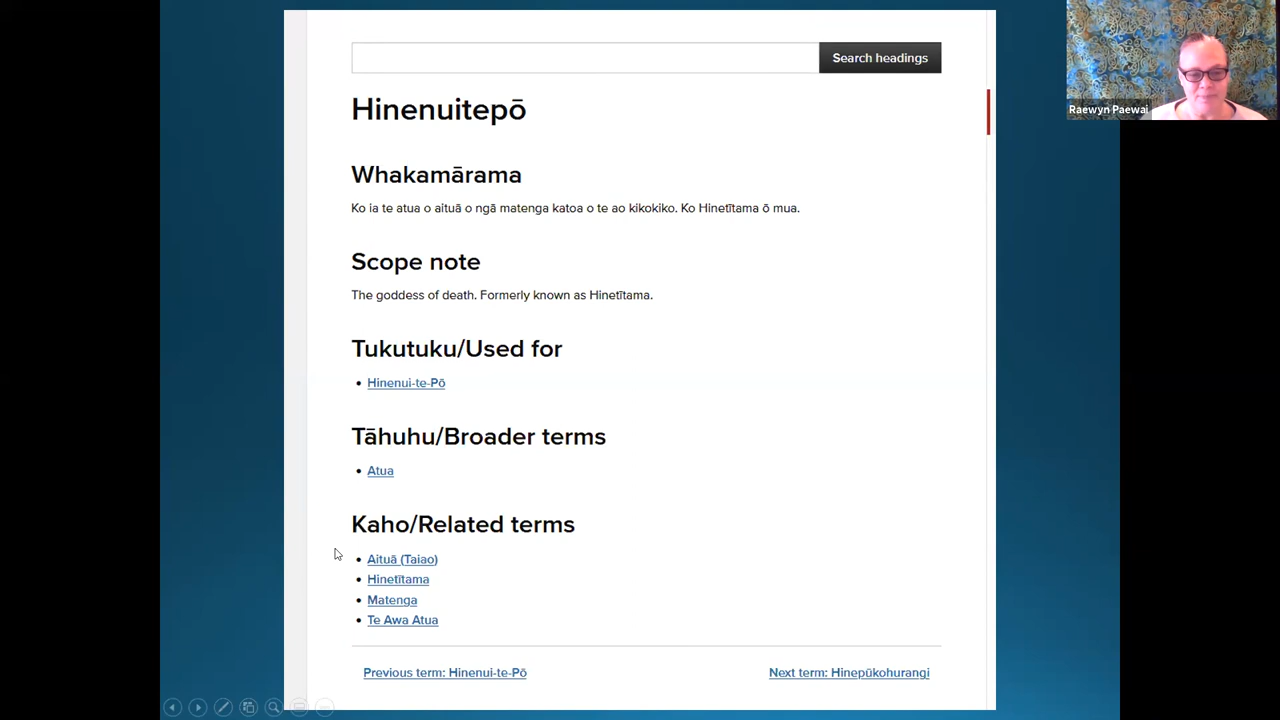 Search headings
Raewyn Paewai
Hinenuitepō
Whakamārama
Ko ia te atua o aituā o ngā matenga katoa o te ao kikokiko. Ko Hinetītama ō mua.
Scope note
The goddess of death. Formerly known as Hinetītama.
Tukutuku/Used for
Hinenui-te-Pō
Tāhuhu/Broader terms
Atua
Kaho/Related terms
Aituā (Taiao)
Hinetītama
Matenga
Te Awa Atua
Previous term: Hinenui-te-Pō
Next term: Hinepūkohurangi